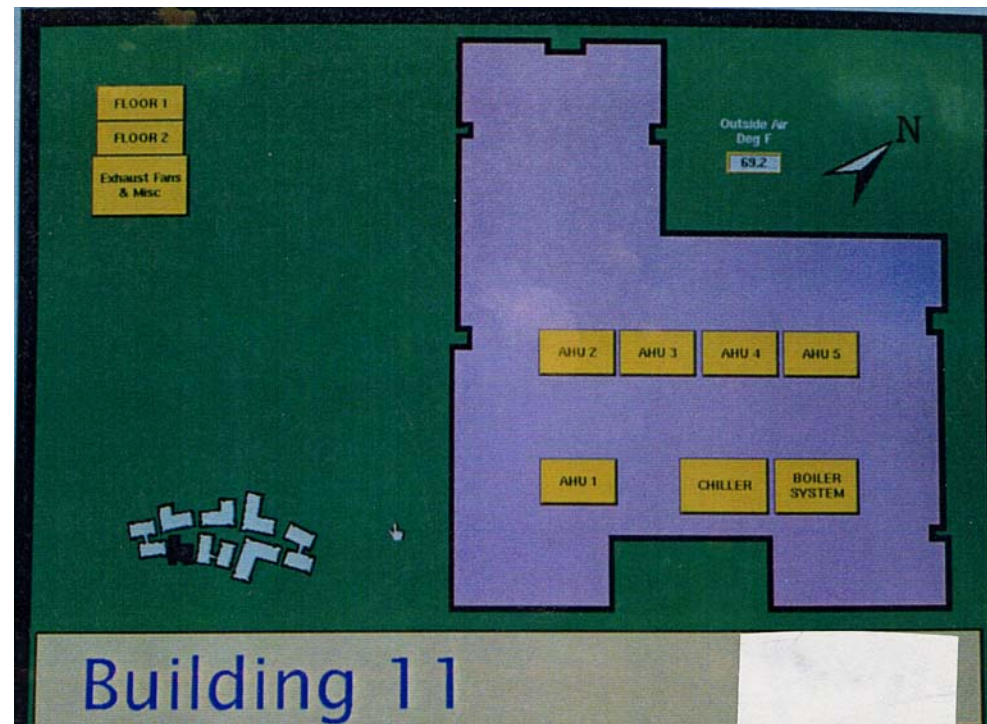 FLOOR 1
FLOOR 2
Exhaust Fans
& Misc
Outside Air
Deg F
69.2
N
AHU 2
AHU 3
AHU 4
AHU 5
AHU 1
CHILLER
BOILER
SYSTEM
Building 11